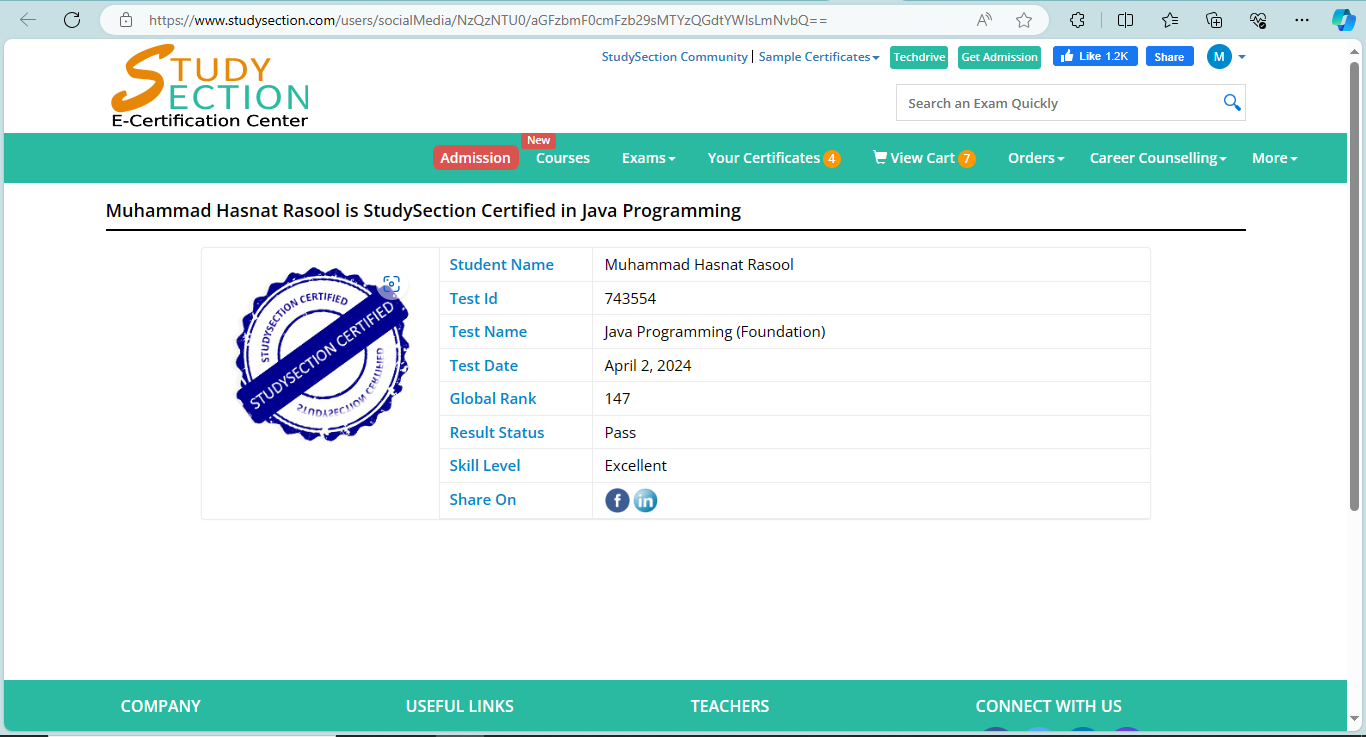 https://www.studysection.com/users/socialMedia/NzQzNTU0/aGFzbmF0cmFzb29sMTYzQGdtYWlsLmNvbQ==
STUDY
SECTION
E-Certification Center
StudySection Community | Sample Certificates
Techdrive
Get Admission
Like 1.2K
Share
M
Search an Exam Quickly
New
Admission Courses Exams Your Certificates 4 View Cart 7 Orders Career Counselling More
Muhammad Hasnat Rasool is StudySection Certified in Java Programming
STUDYSECTION CERTIFIED
STUDYSECTION CERTIFIED
STUDYSECTION CERTIFIED
Student Name Muhammad Hasnat Rasool
Test Id 743554
Test Name Java Programming (Foundation)
Test Date April 2, 2024
Global Rank 147
Result Status Pass
Skill Level Excellent
Share On f in
COMPANY USEFUL LINKS TEACHERS CONNECT WITH US